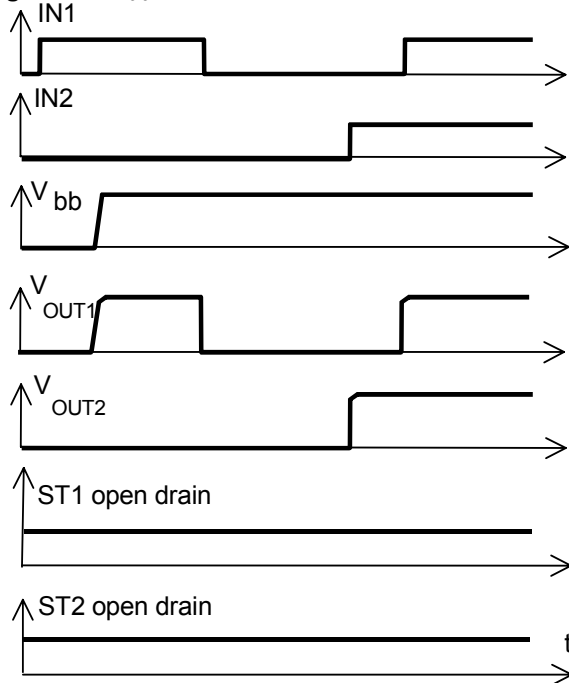 IN1
IN2
V bb
V OUT1
V OUT2
ST1 open drain
ST2 open drain
t